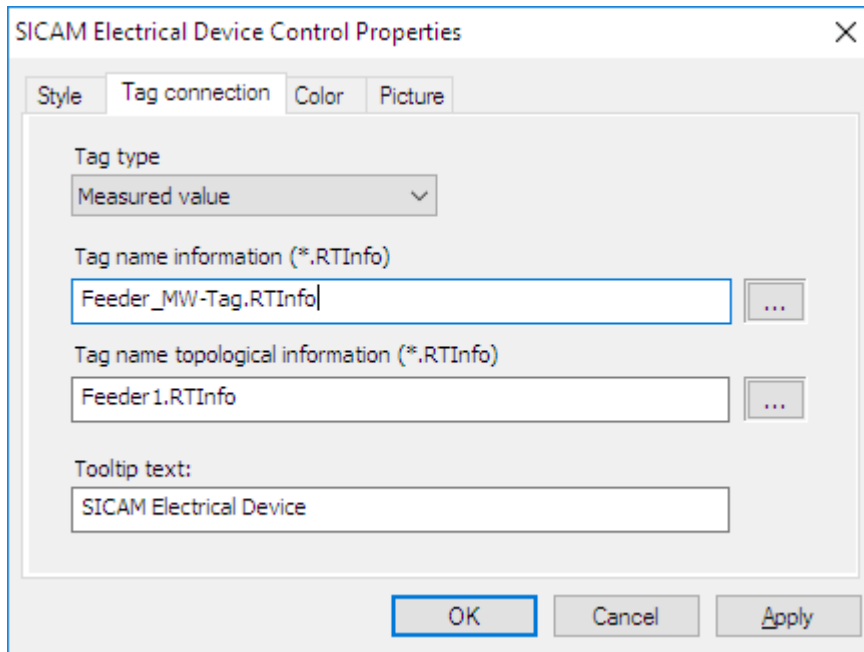 SICAM Electrical Device Control Properties
Style Tag connection Color Picture
Tag type
Measured value
Tag name information (*.RTInfo)
Feeder_MW-Tag.RTInfo
...
Tag name topological information (*.RTInfo)
Feeder1.RTInfo
...
Tooltip text:
SICAM Electrical Device
OK Cancel Apply